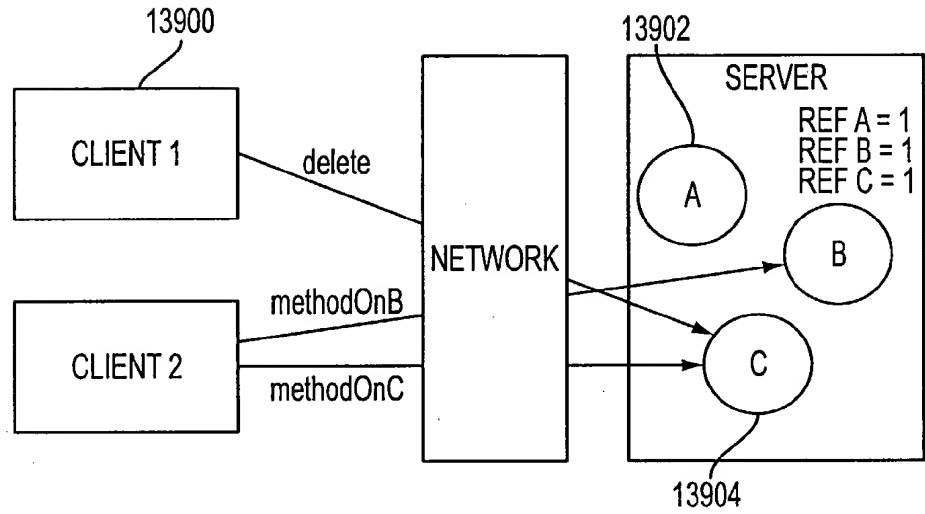 13900
13902
SERVER
CLIENT 1
delete
REF A = 1
REF B = 1
REF C = 1
A
NETWORK
B
methodOnB
CLIENT 2
methodOnC
C
13904